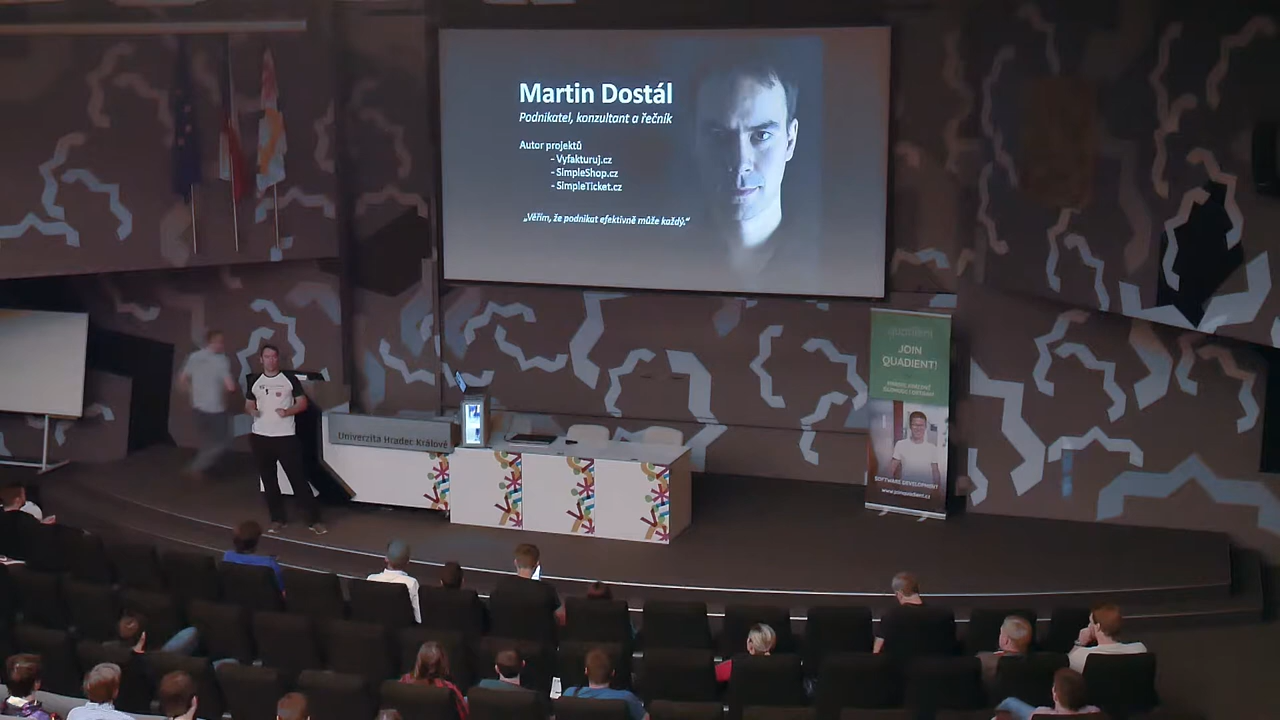 Martin Dostál
Podnikatel, konzultant a řečník
Autor projektů
- Vyfakturuj.cz
- SimpleShop.cz
- SimpleTicket.cz
„Věřím, že podnikat efektivně může každý.“
Univerzita Hradec Králové
quadient
JOIN
QUADIENT!
SOFTWARE DEVELOPMENT